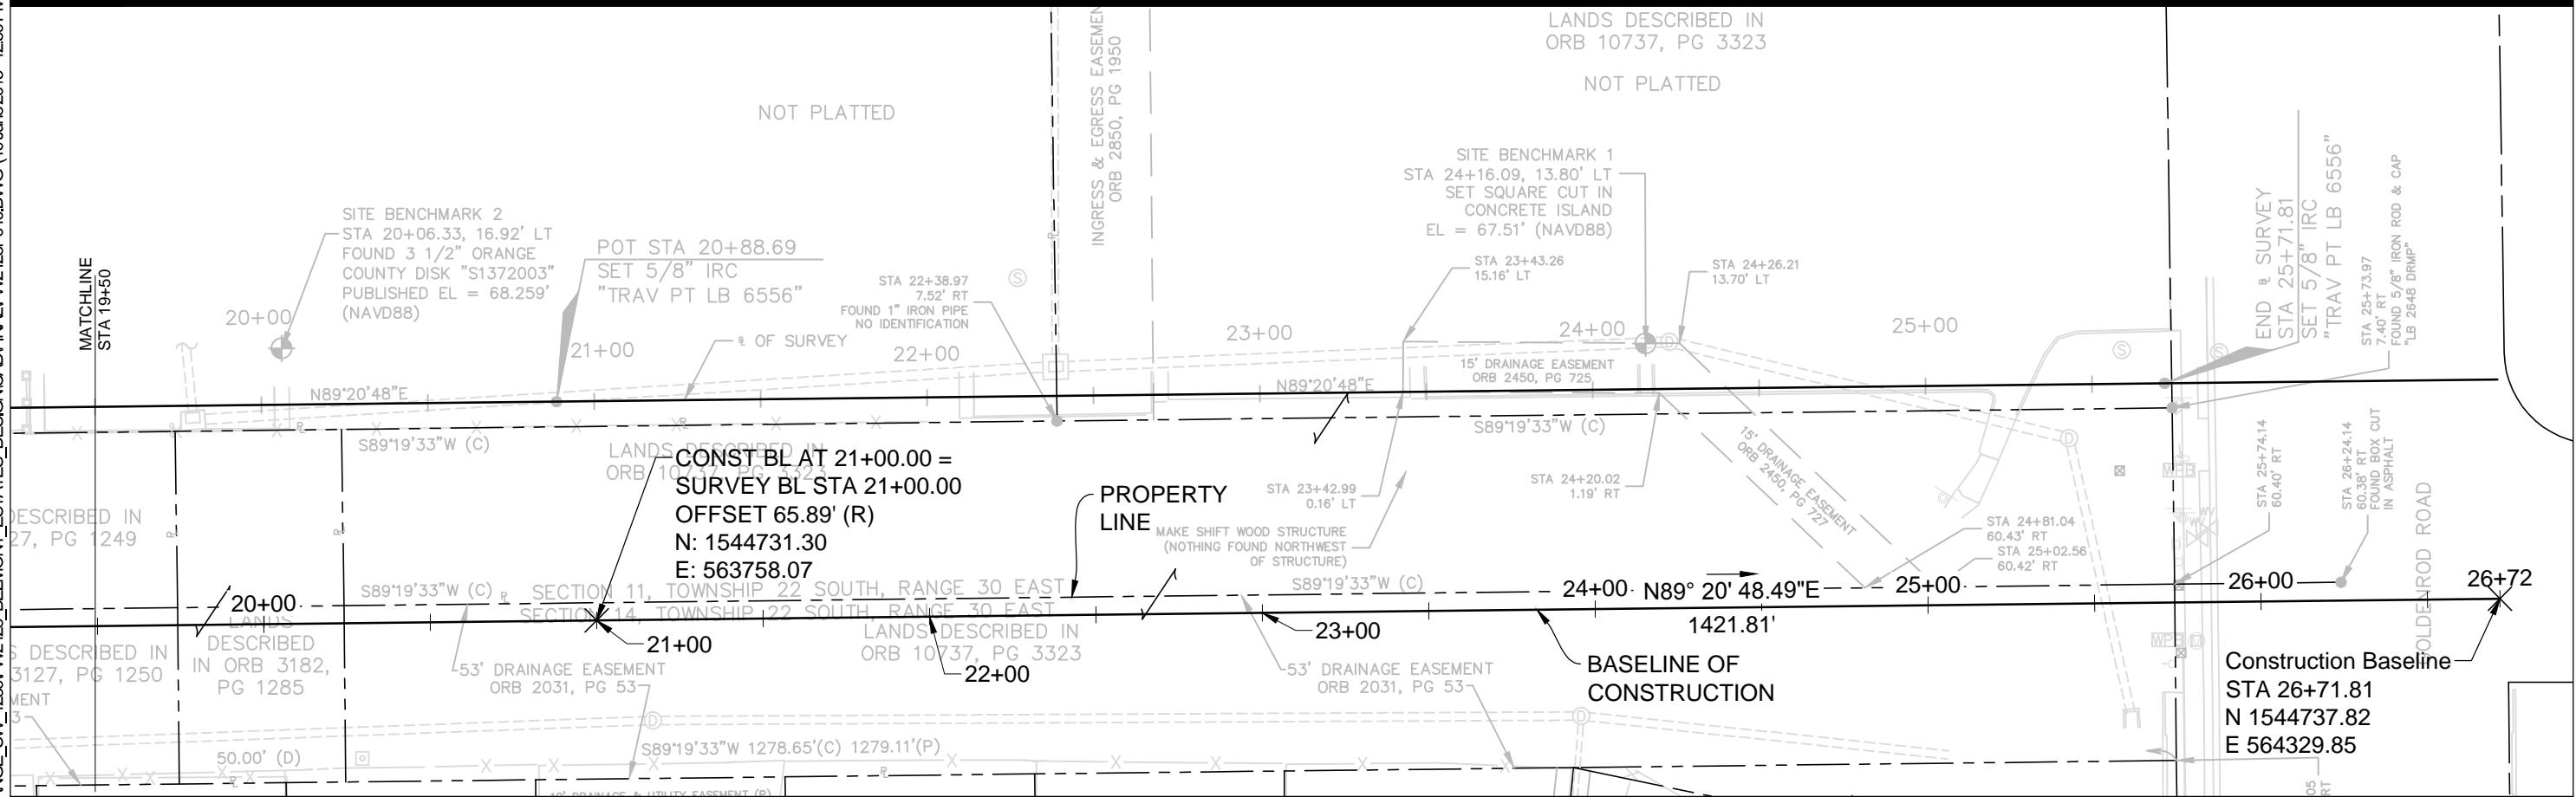 LANDS DESCRIBED IN
ORB 10737, PG 3323
NOT PLATTED
NOT PLATTED
INGRESS & EGRESS EASEMEN
ORB 2850, PG 1950
MATCHLINE
STA 19+50
SITE BENCHMARK 2
STA 20+06.33, 16.92' LT
FOUND 3 1/2" ORANGE
COUNTY DISK "S1372003"
PUBLISHED EL = 68.259'
(NAVD88)
POT STA 20+88.69
SET 5/8" IRC
"TRAV PT LB 6556"
STA 22+38.97
7.52' RT
FOUND 1" IRON PIPE
NO IDENTIFICATION
SITE BENCHMARK 1
STA 24+16.09, 13.80' LT
SET SQUARE CUT IN
CONCRETE ISLAND
EL = 67.51' (NAVD88)
STA 23+43.26
15.16' LT
STA 24+26.21
13.70' LT
END ℄ SURVEY
STA 25+71.81
SET 5/8" IRC
"TRAV PT LB 6556"
STA 25+73.97
7.40' RT
FOUND 5/8" IRON ROD & CAP
"LB 2648 DRMP"
20+00
21+00
℄ OF SURVEY
22+00
23+00
24+00
25+00
15' DRAINAGE EASEMENT
ORB 2450, PG 725
N89°20'48"E
N89°20'48"E
S89°19'33"W (C)
S89°19'33"W (C)
LANDS DESCRIBED IN
ORB 10737, PG 3323
CONST BL AT 21+00.00 =
SURVEY BL STA 21+00.00
OFFSET 65.89' (R)
N: 1544731.30
E: 563758.07
PROPERTY
LINE
STA 23+42.99
0.16' LT
MAKE SHIFT WOOD STRUCTURE
(NOTHING FOUND NORTHWEST
OF STRUCTURE)
STA 24+20.02
1.19' RT
15' DRAINAGE EASEMENT
ORB 2450, PG 727
STA 24+81.04
60.43' RT
STA 25+02.56
60.42' RT
STA 25+74.14
60.40' RT
STA 26+24.14
60.38' RT
FOUND BOX CUT
IN ASPHALT
OLDENROD ROAD
DESCRIBED IN
27, PG 1249
S89°19'33"W (C)
SECTION 11, TOWNSHIP 22 SOUTH, RANGE 30 EAST
SECTION 14, TOWNSHIP 22 SOUTH, RANGE 30 EAST
S89°19'33"W (C)
20+00
21+00
22+00
23+00
24+00
N89° 20' 48.49"E
1421.81'
25+00
26+00
26+72
LANDS
DESCRIBED
IN ORB 3182,
PG 1285
S DESCRIBED IN
3127, PG 1250
MENT
3
LANDS DESCRIBED IN
ORB 10737, PG 3323
53' DRAINAGE EASEMENT
ORB 2031, PG 53
53' DRAINAGE EASEMENT
ORB 2031, PG 53
BASELINE OF
CONSTRUCTION
Construction Baseline
STA 26+71.81
N 1544737.82
E 564329.85
50.00' (D)
S89°19'33"W 1278.65'(C) 1279.11'(P)
10' DRAINAGE & UTILITY EASEMENT (P)
05
RT